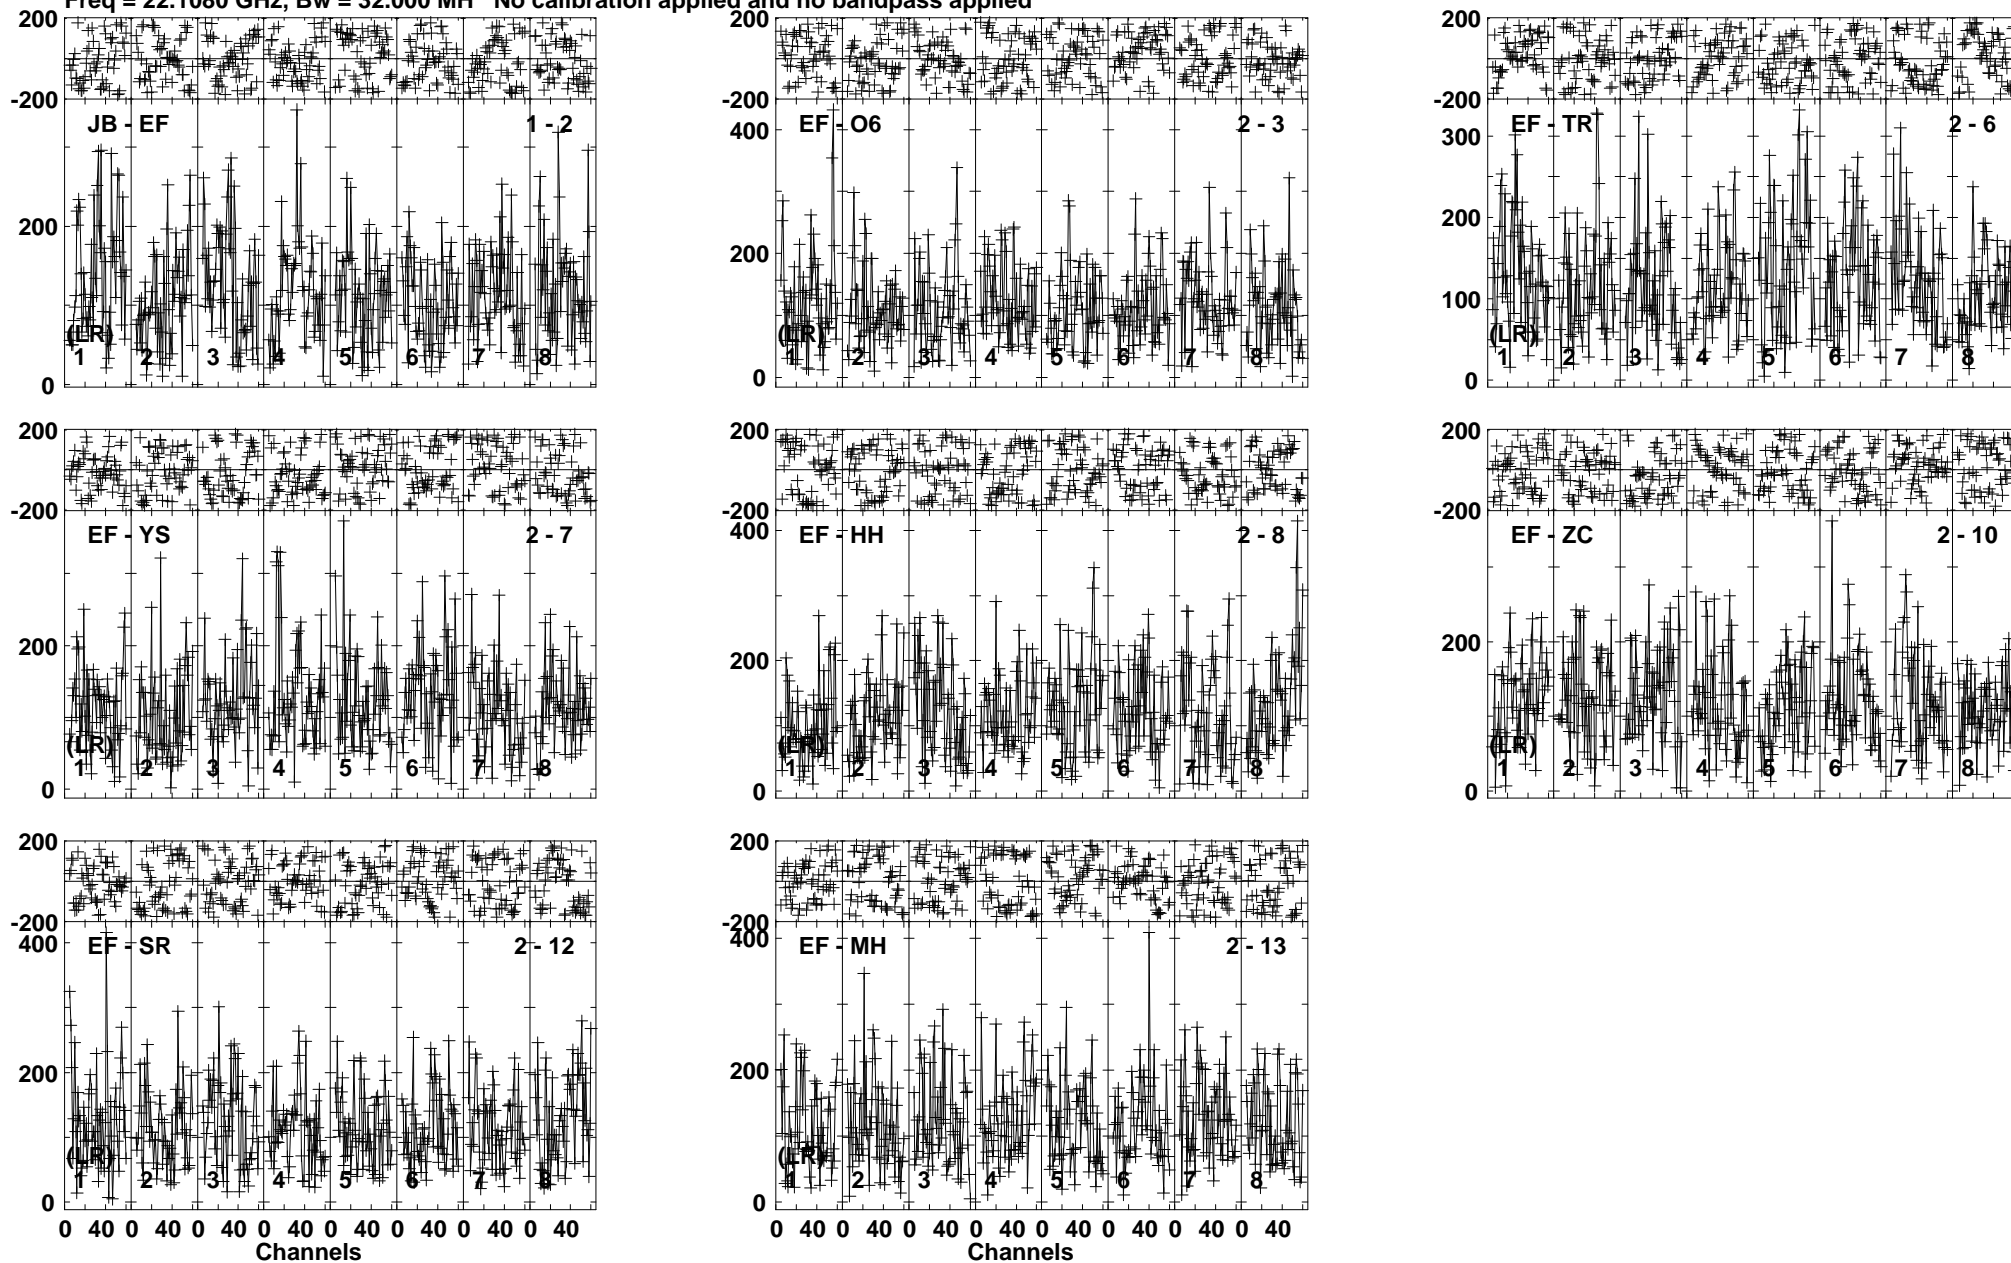 Freq = 22.1080 GHz, Bw = 32.000 MH No calibration applied and no bandpass applied
200 200 200
-200 -200 -200
JB - EF 1 - 2 EF - O6 2 - 3 EF - TR 2 - 6
400 300
200 200 200
100
(LR) (LR) (LR)
1 2 3 4 5 6 7 8 1 2 3 4 5 6 7 8 1 2 3 4 5 6 7 8
0 0 0
200 200 200
-200 -200 -200
EF - YS 2 - 7 EF - HH 2 - 8 EF - ZC 2 - 10
400
200 200 200
(LR) (LR) (LR)
1 2 3 4 5 6 7 8 1 2 3 4 5 6 7 8 1 2 3 4 5 6 7 8
0 0 0
200 200
-200 -200
EF - SR 2 - 12 EF - MH 2 - 13
400 400
200 200
(LR) (LR)
1 2 3 4 5 6 7 8 1 2 3 4 5 6 7 8
0 0
0 40 0 40 0 40 0 40 0 40 0 40 0 40 0 40 0 40 0 40 0 40 0 40 0 40 0 40 0 40 0 40
Channels Channels